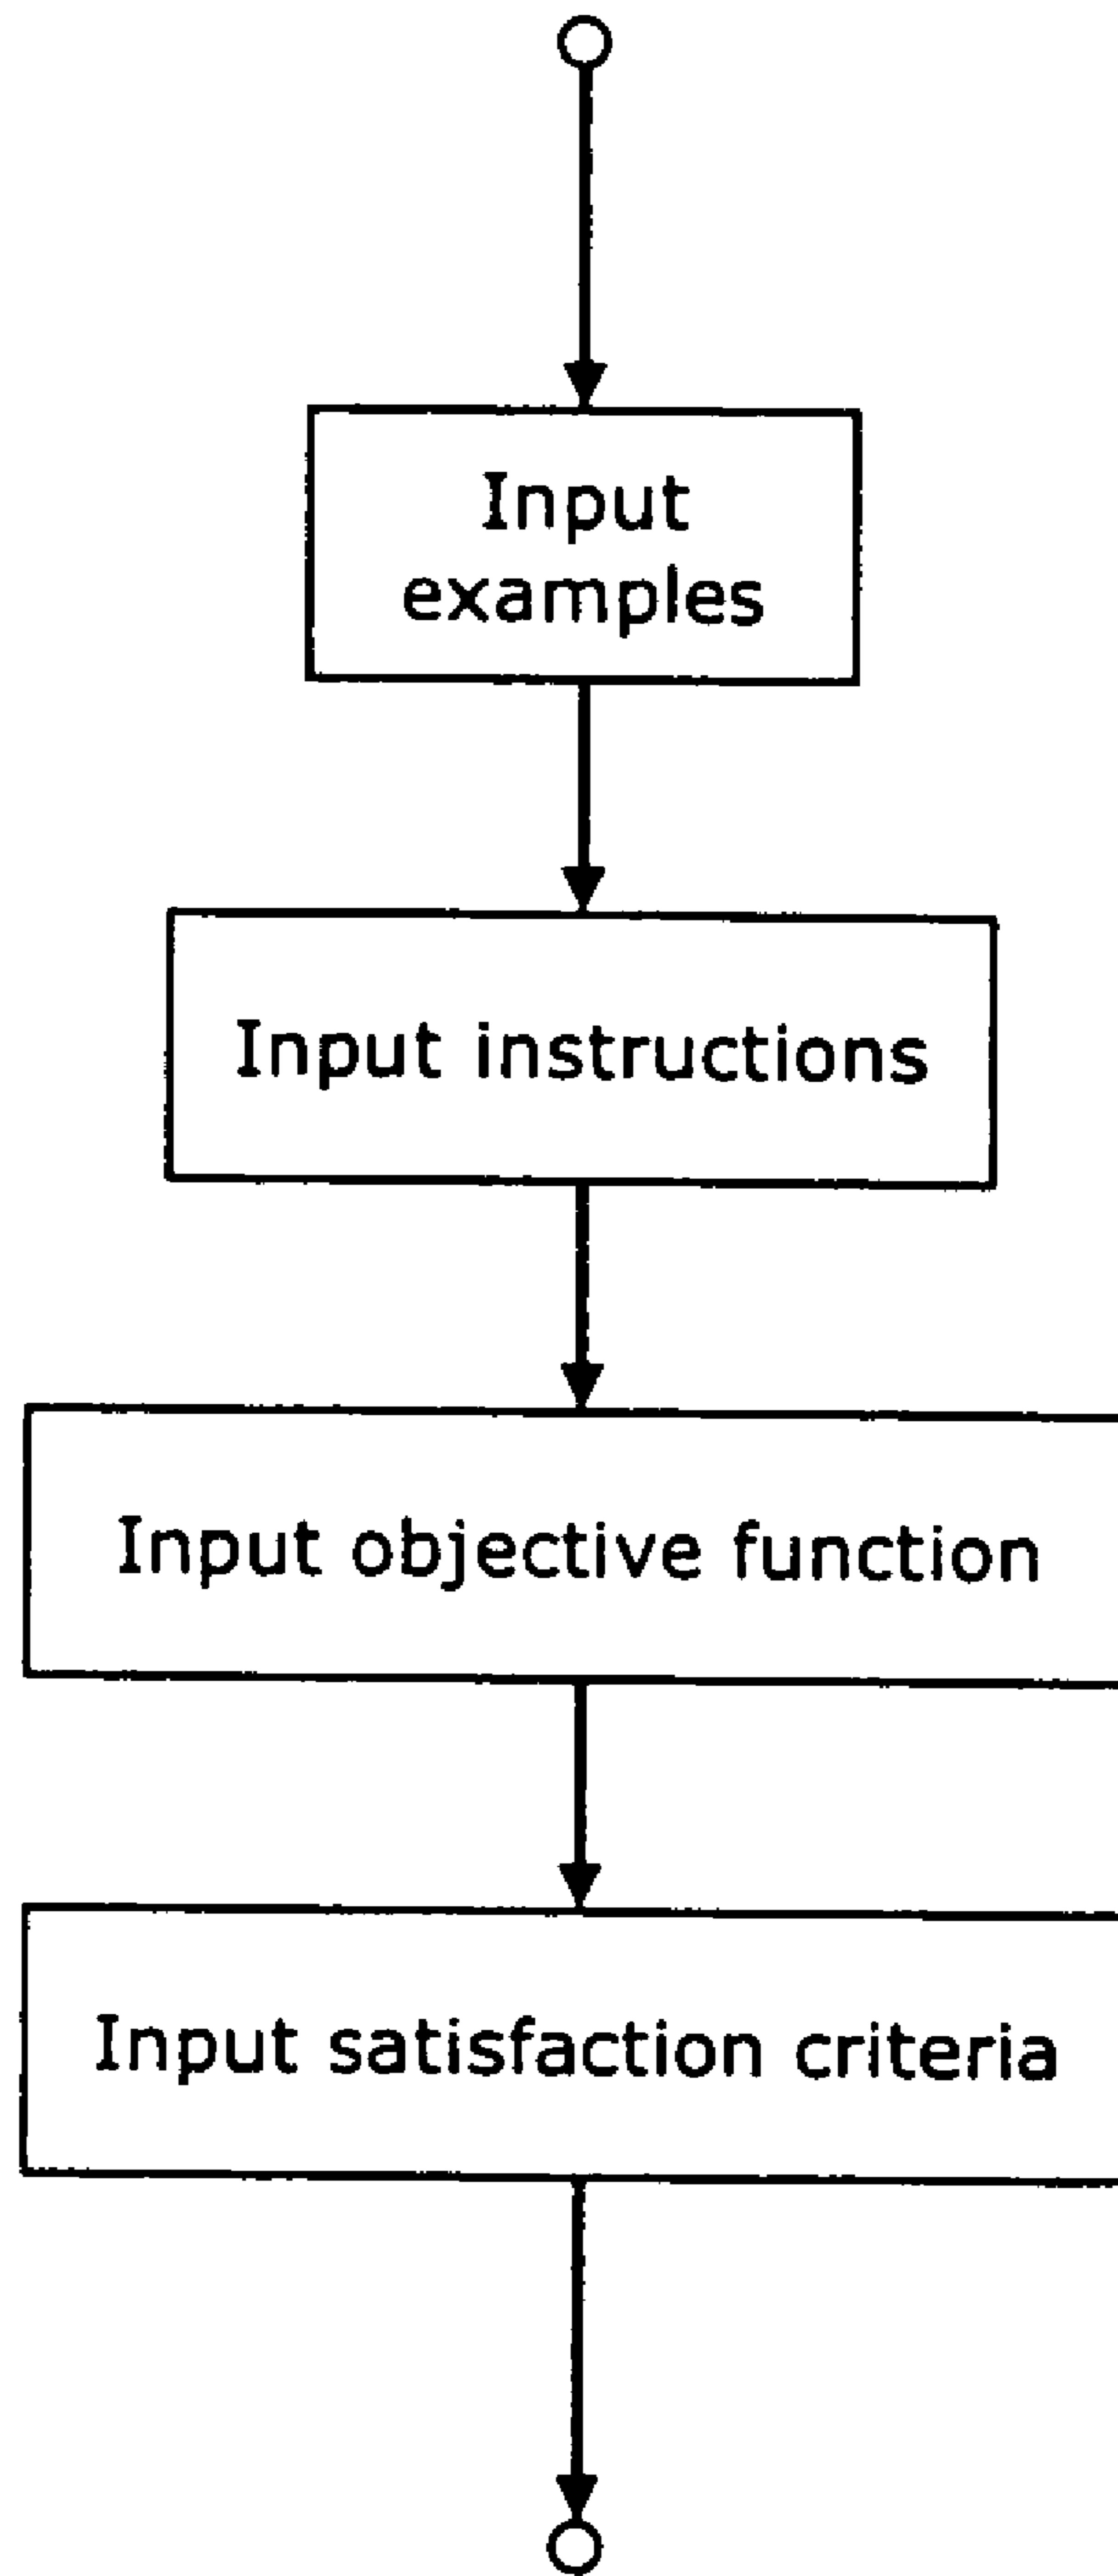 Input
examples
Input instructions
Input objective function
Input satisfaction criteria